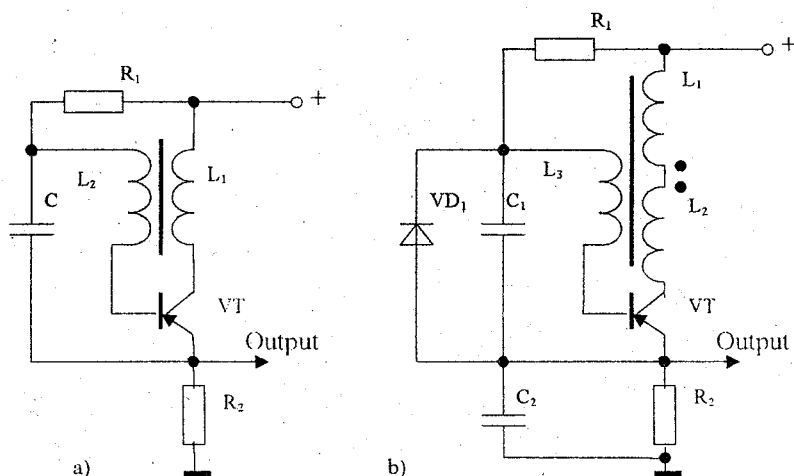 R₁
+
L₂
L₁
C
VT
Output
R₂
a)
R₁
+
L₁
L₃
L₂
VD₁
C₁
VT
Output
C₂
R₂
b)